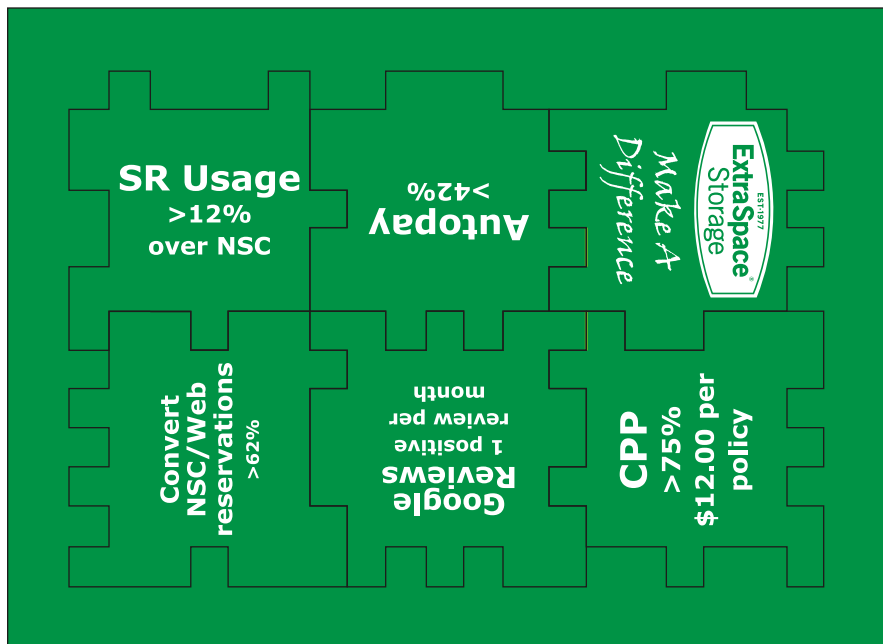 SR Usage
>12%
over NSC
Autopay
>42%
EST·1977
ExtraSpace®
Storage
Make A
Difference
Convert
NSC/Web
reservations
>62%
Google
Reviews
1 positive
review per
month
CPP
>75%
$12.00 per
policy